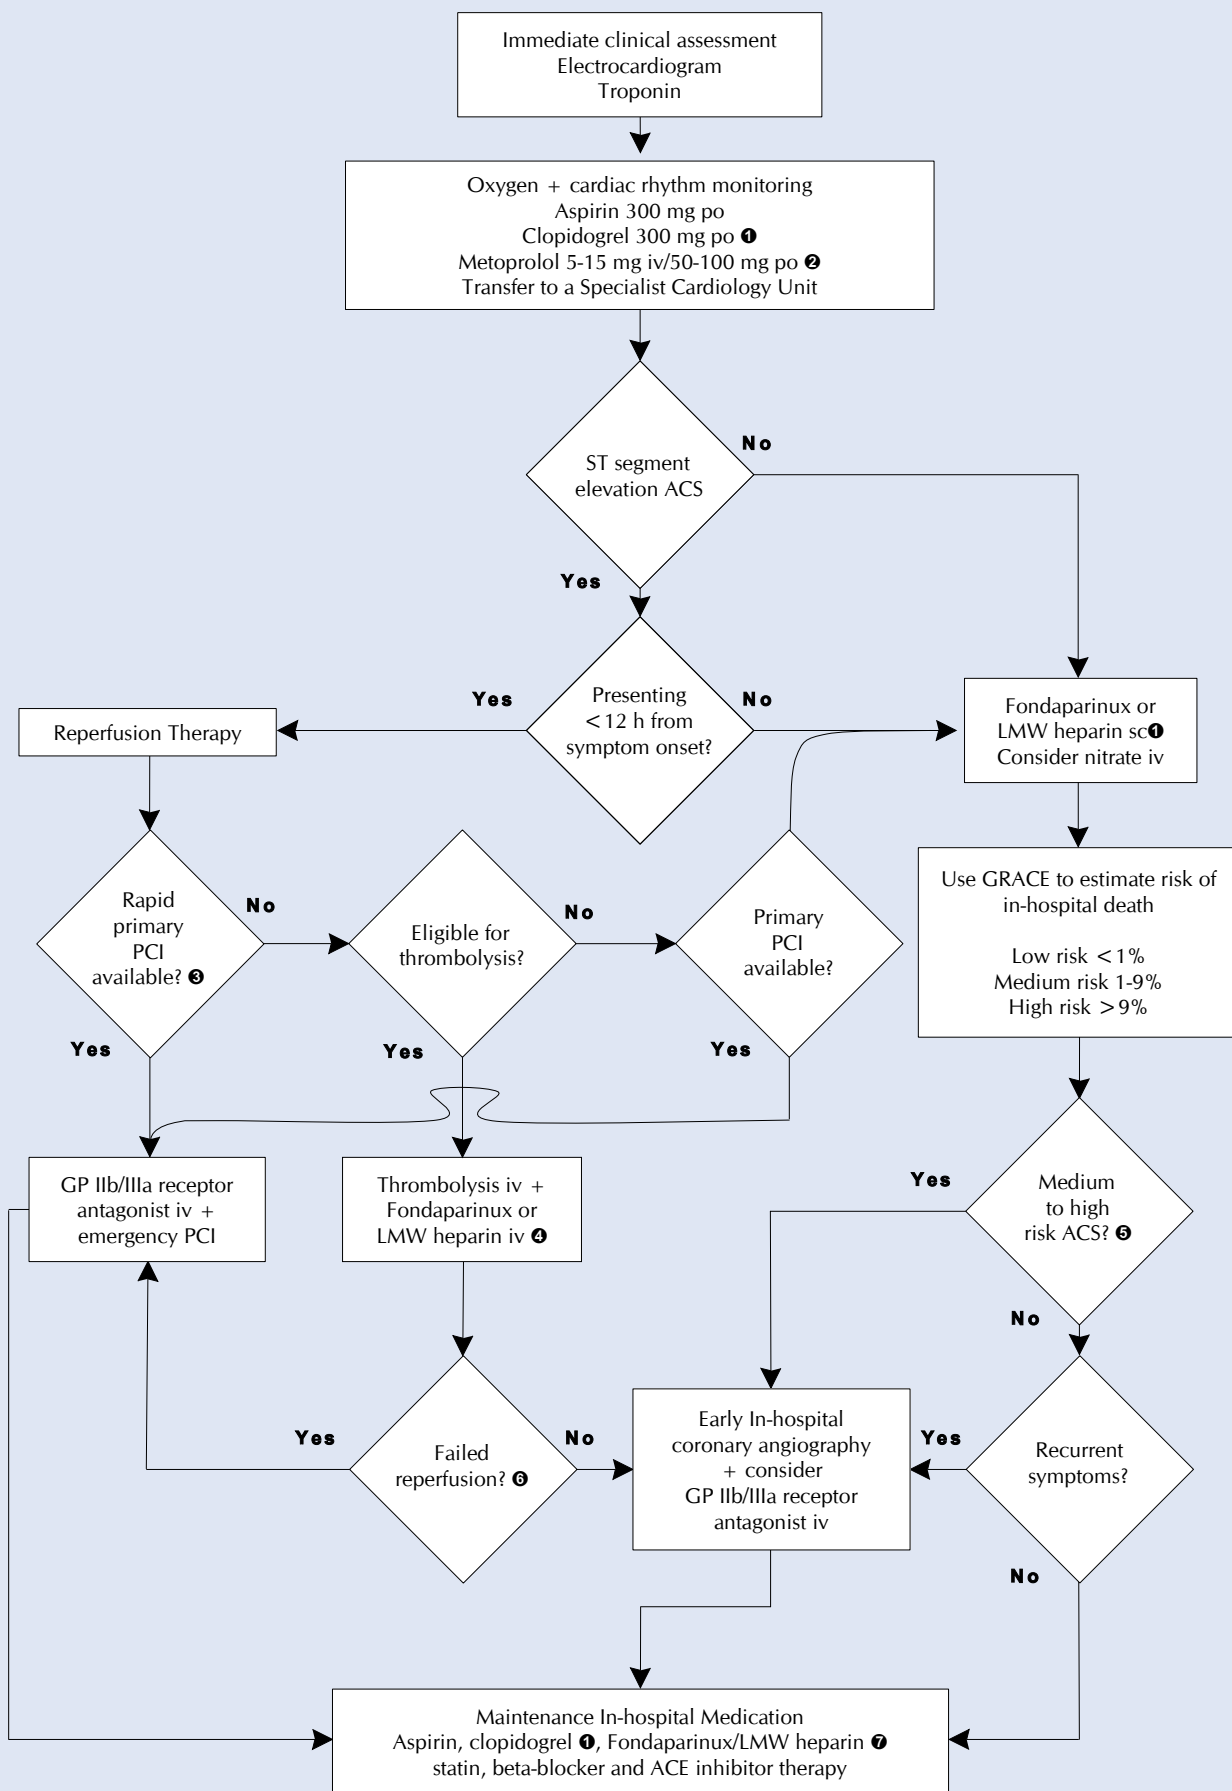 Immediate clinical assessment
Electrocardiogram
Troponin
Oxygen + cardiac rhythm monitoring
Aspirin 300 mg po
Clopidogrel 300 mg po ❶
Metoprolol 5-15 mg iv/50-100 mg po ❷
Transfer to a Specialist Cardiology Unit
ST segment
elevation ACS
No
Yes
Presenting
<12 h from
symptom onset?
Yes
No
Reperfusion Therapy
Fondaparinux or
LMW heparin sc❶
Consider nitrate iv
Rapid
primary
PCI
available? ❸
No
Yes
Eligible for
thrombolysis?
No
Yes
Primary
PCI
available?
Yes
Use GRACE to estimate risk of
in-hospital death
Low risk <1%
Medium risk 1-9%
High risk >9%
GP IIb/IIIa receptor
antagonist iv +
emergency PCI
Thrombolysis iv +
Fondaparinux or
LMW heparin iv ❹
Medium
to high
risk ACS? ❺
Yes
No
Failed
reperfusion? ❻
Yes
No
Early In-hospital
coronary angiography
+ consider
GP IIb/IIIa receptor
antagonist iv
Recurrent
symptoms?
Yes
No
Maintenance In-hospital Medication
Aspirin, clopidogrel ❶, Fondaparinux/LMW heparin ❼
statin, beta-blocker and ACE inhibitor therapy